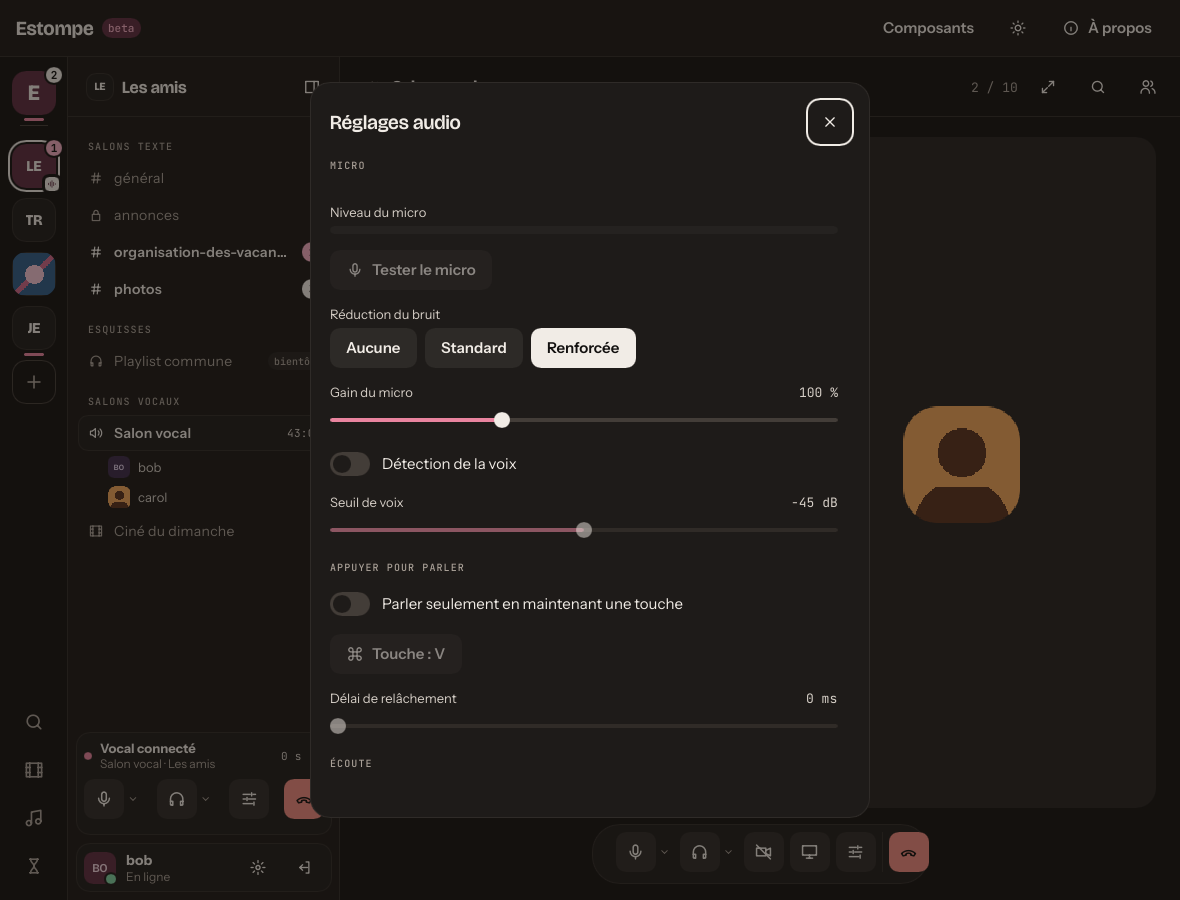 Estompe beta
Composants
À propos
E 2
LE 1
TR
JE
LE Les amis
SALONS TEXTE
# général
annonces
# organisation-des-vacan…
# photos
ESQUISSES
Playlist commune
SALONS VOCAUX
Salon vocal
BO bob
carol
Ciné du dimanche
Vocal connecté 0 s
Salon vocal · Les amis
BO bob
En ligne
2 / 10
Réglages audio
MICRO
Niveau du micro
Tester le micro
Réduction du bruit
Aucune Standard Renforcée
Gain du micro 100 %
Détection de la voix
Seuil de voix -45 dB
APPUYER POUR PARLER
Parler seulement en maintenant une touche
Touche : V
Délai de relâchement 0 ms
ÉCOUTE